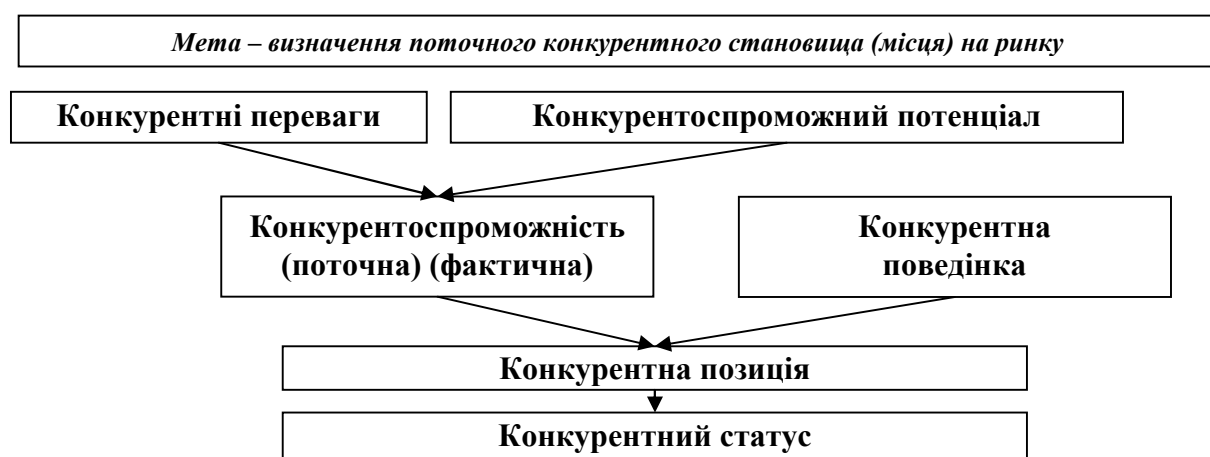 Мета – визначення поточного конкурентного становища (місця) на ринку
Конкурентні переваги
Конкурентоспроможний потенціал
Конкурентоспроможність
(поточна) (фактична)
Конкурентна
поведінка
Конкурентна позиція
Конкурентний статус